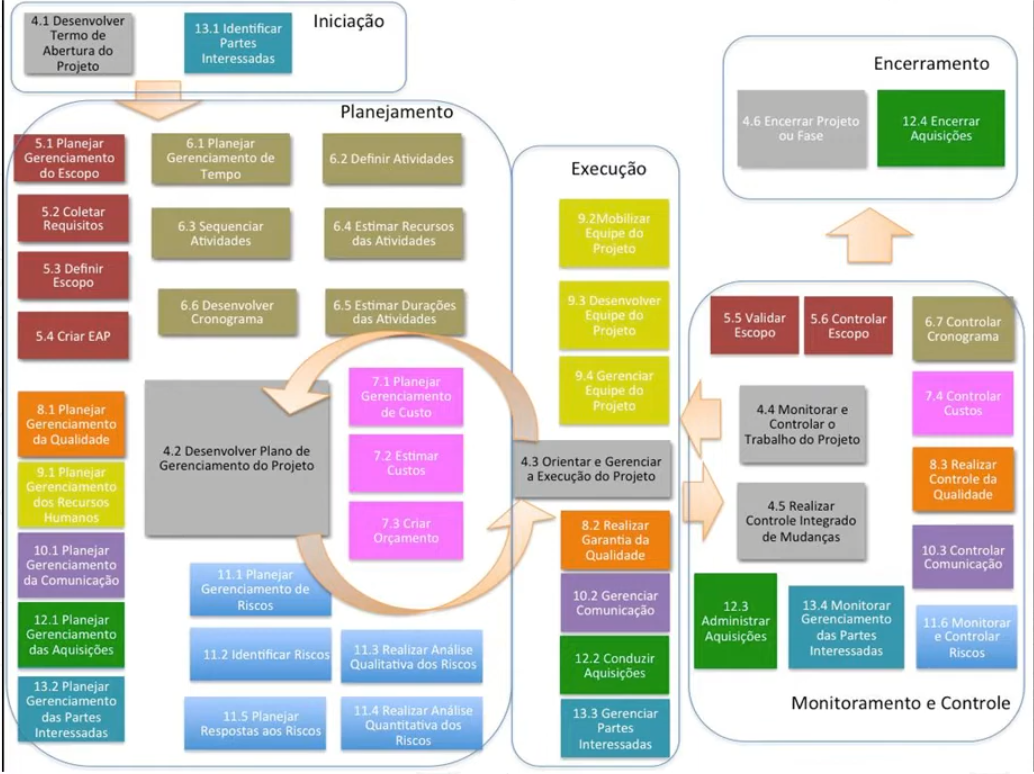 Iniciação
4.1 Desenvolver
Termo de
Abertura do
Projeto
13.1 Identificar
Partes
Interessadas
Planejamento
5.1 Planejar
Gerenciamento
do Escopo
6.1 Planejar
Gerenciamento de
Tempo
6.2 Definir Atividades
5.2 Coletar
Requisitos
6.3 Sequenciar
Atividades
6.4 Estimar Recursos
das Atividades
5.3 Definir
Escopo
6.6 Desenvolver
Cronograma
6.5 Estimar Durações
das Atividades
5.4 Criar EAP
8.1 Planejar
Gerenciamento
da Qualidade
4.2 Desenvolver Plano de
Gerenciamento do Projeto
7.1 Planejar
Gerenciamento
de Custo
7.2 Estimar
Custos
7.3 Criar
Orçamento
9.1 Planejar
Gerenciamento
dos Recursos
Humanos
10.1 Planejar
Gerenciamento
da Comunicação
12.1 Planejar
Gerenciamento
das Aquisições
13.2 Planejar
Gerenciamento
das Partes
Interessadas
11.1 Planejar
Gerenciamento de
Riscos
11.2 Identificar Riscos
11.3 Realizar Análise
Qualitativa dos Riscos
11.5 Planejar
Respostas aos Riscos
11.4 Realizar Análise
Quantitativa dos
Riscos
Execução
9.2Mobilizar
Equipe do
Projeto
9.3 Desenvolver
Equipe do
Projeto
9.4 Gerenciar
Equipe do
Projeto
4.3 Orientar e Gerenciar
a Execução do Projeto
8.2 Realizar
Garantia da
Qualidade
10.2 Gerenciar
Comunicação
12.2 Conduzir
Aquisições
13.3 Gerenciar
Partes
Interessadas
Encerramento
4.6 Encerrar Projeto
ou Fase
12.4 Encerrar
Aquisições
5.5 Validar
Escopo
5.6 Controlar
Escopo
6.7 Controlar
Cronograma
4.4 Monitorar e
Controlar o
Trabalho do Projeto
7.4 Controlar
Custos
4.5 Realizar
Controle Integrado
de Mudanças
8.3 Realizar
Controle da
Qualidade
10.3 Controlar
Comunicação
12.3
Administrar
Aquisições
13.4 Monitorar
Gerenciamento
das Partes
Interessadas
11.6 Monitorar
e Controlar
Riscos
Monitoramento e Controle